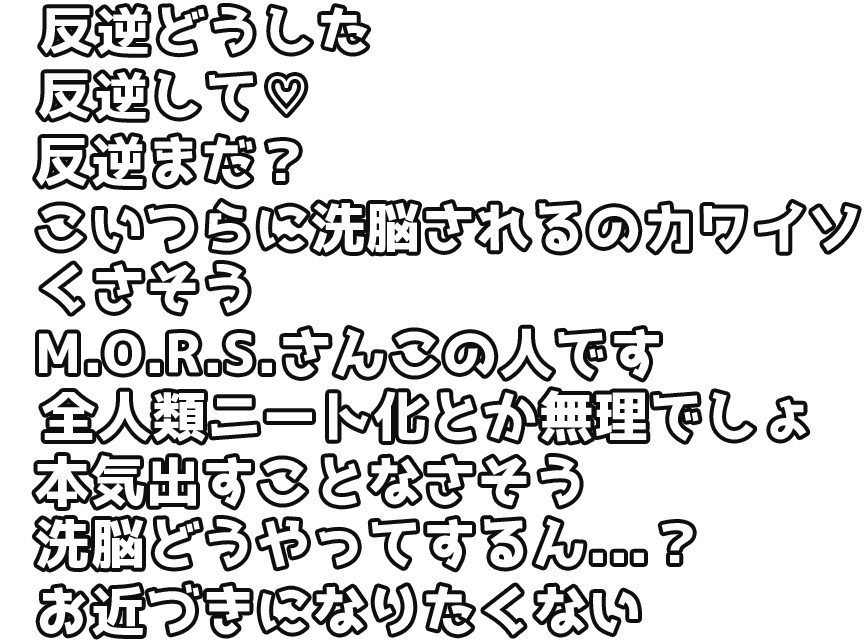 反逆どうした
反逆して♡
反逆まだ？
こいつらに洗脳されるのカワイソ
くさそう
M.O.R.S.さんこの人です
全人類ニート化とか無理でしょ
本気出すことなさそう
洗脳どうやってするん…？
お近づきになりたくない